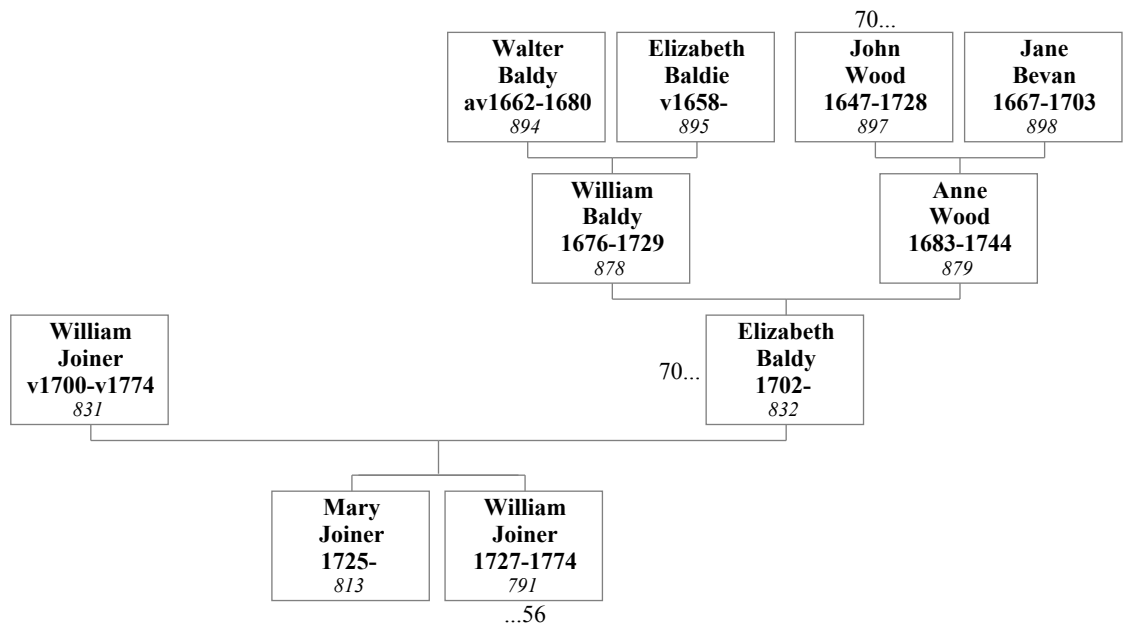 70...
Walter
Baldy
av1662-1680
894
Elizabeth
Baldie
v1658-
895
John
Wood
1647-1728
897
Jane
Bevan
1667-1703
898
William
Baldy
1676-1729
878
Anne
Wood
1683-1744
879
William
Joiner
v1700-v1774
831
70...
Elizabeth
Baldy
1702-
832
Mary
Joiner
1725-
813
William
Joiner
1727-1774
791
...56